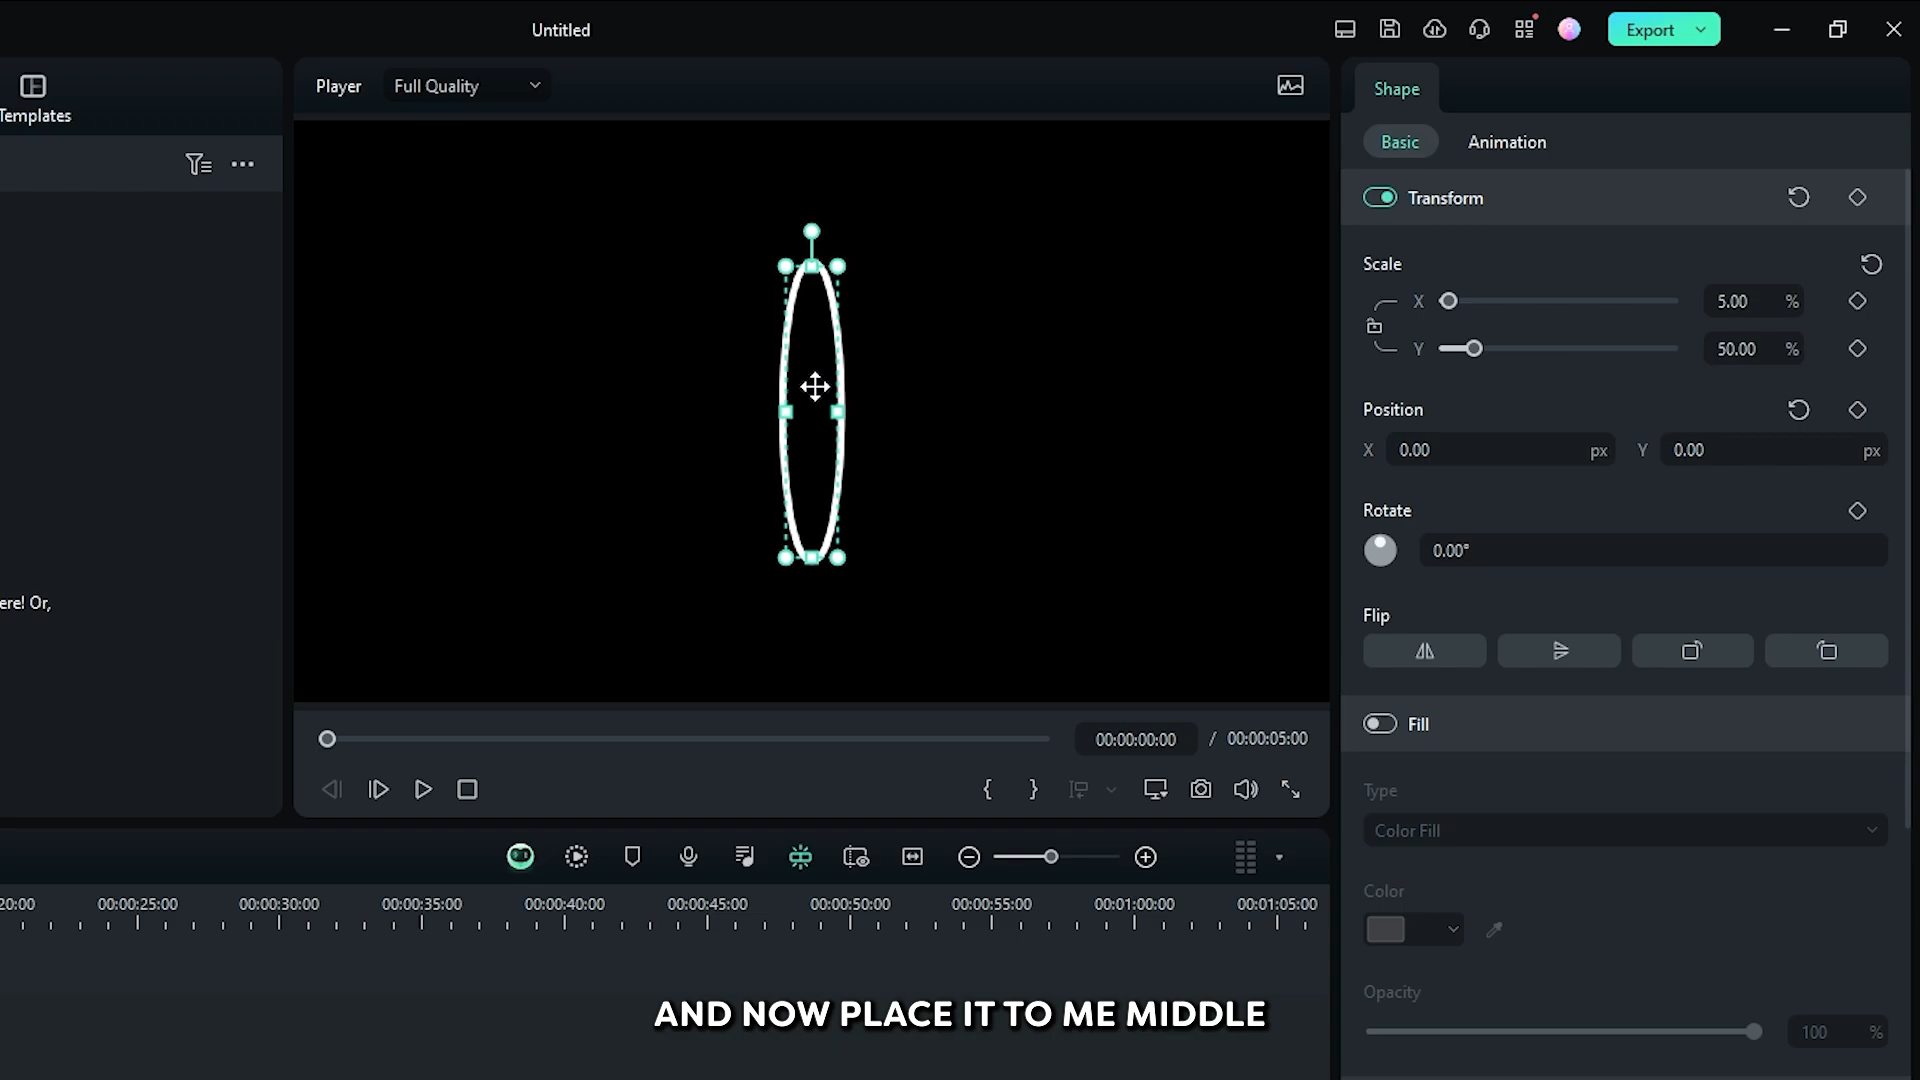 Untitled
Export
Templates
Player
Full Quality
Shape
Basic
Animation
Transform
Scale
X 5.00 %
Y 50.00 %
Position
X 0.00 px Y 0.00 px
Rotate
0.00°
Flip
ere! Or,
Fill
00:00:00:00 / 00:00:05:00
Type
Color Fill
Color
20:00 00:00:25:00 00:00:30:00 00:00:35:00 00:00:40:00 00:00:45:00 00:00:50:00 00:00:55:00 00:01:00:00 00:01:05:00
Opacity
100 %
AND NOW PLACE IT TO ME MIDDLE